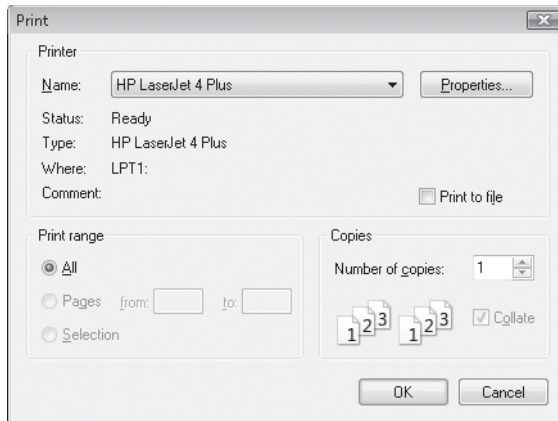 Print
Printer
Name: HP LaserJet 4 Plus Properties...
Status: Ready
Type: HP LaserJet 4 Plus
Where: LPT1:
Comment:
Print to file
Print range
All
Pages from: to:
Selection
Copies
Number of copies: 1
1 2 3 1 2 3 Collate
OK Cancel